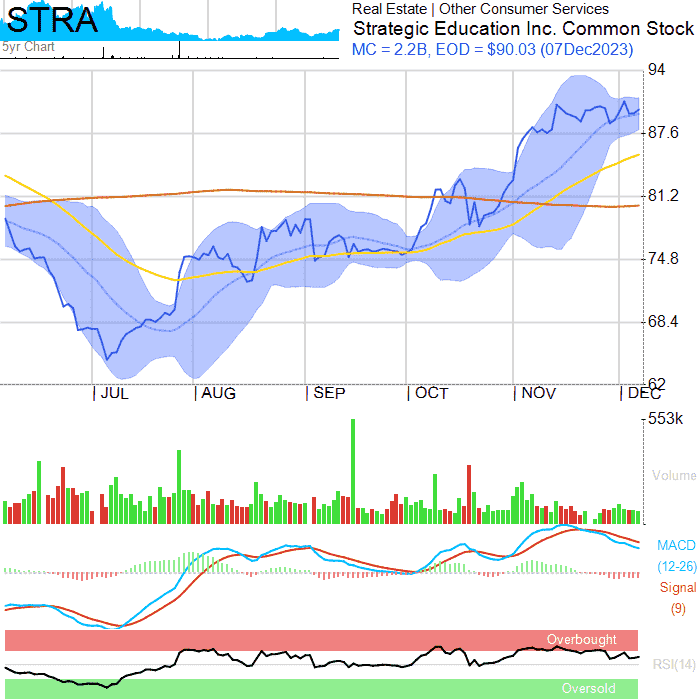 STRA
5yr Chart
Real Estate | Other Consumer Services
Strategic Education Inc. Common Stock
MC = 2.2B, EOD = $90.03 (07Dec2023)
94
87.6
81.2
74.8
68.4
62
JUL AUG SEP OCT NOV DEC
553k
Volume
MACD
(12-26)
Signal
(9)
Overbought
RSI(14)
Oversold